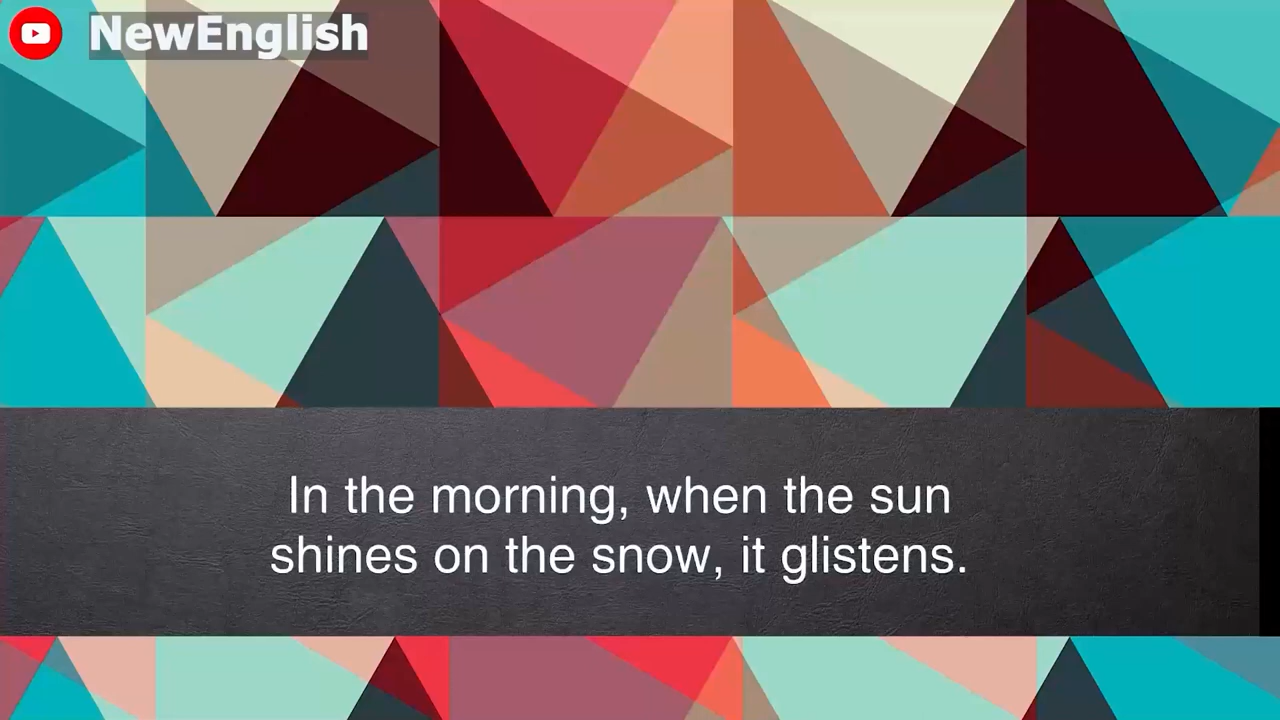 NewEnglish
In the morning, when the sun
shines on the snow, it glistens.